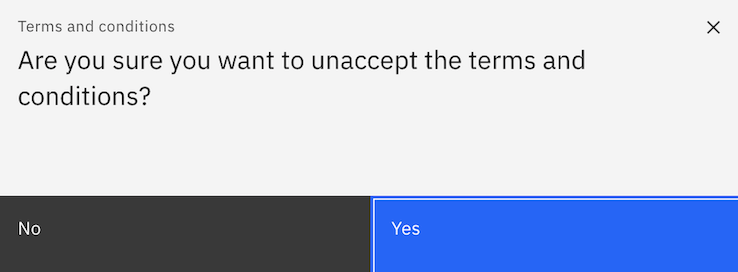 Terms and conditions
Are you sure you want to unaccept the terms and
conditions?
No
Yes